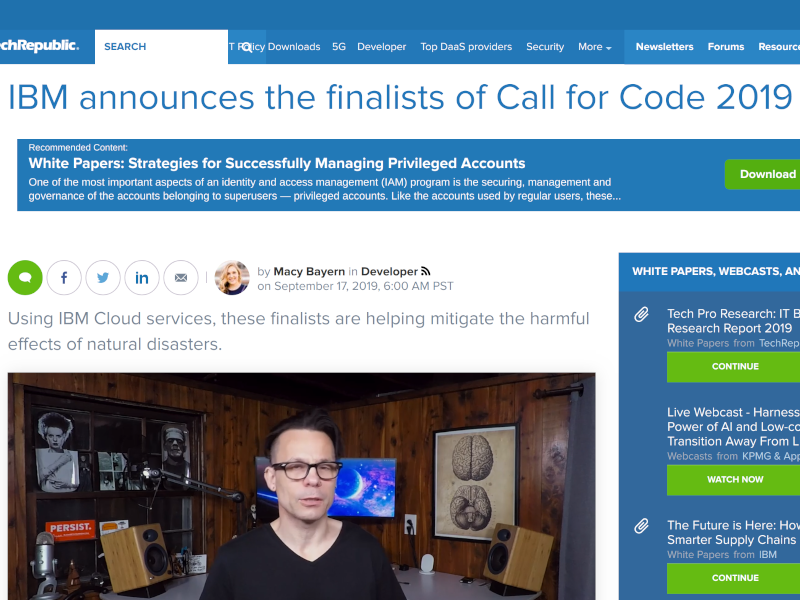 chRepublic.
SEARCH
T Policy Downloads
5G
Developer
Top DaaS providers
Security
More
Newsletters
Forums
IBM announces the finalists of Call for Code 2019
Recommended Content:
White Papers: Strategies for Successfully Managing Privileged Accounts
One of the most important aspects of an identity and access management (IAM) program is the securing, management and
governance of the accounts belonging to superusers — privileged accounts. Like the accounts used by regular users, these...
Download
by Macy Bayern in Developer
on September 17, 2019, 6:00 AM PST
Using IBM Cloud services, these finalists are helping mitigate the harmful
effects of natural disasters.
PERSIST.
WHITE PAPERS, WEBCASTS, AN
Tech Pro Research: IT B
Research Report 2019
White Papers from TechRep
CONTINUE
Live Webcast - Harness
Power of AI and Low-co
Transition Away From L
Webcasts from KPMG & App
WATCH NOW
The Future is Here: How
Smarter Supply Chains
White Papers from IBM
CONTINUE